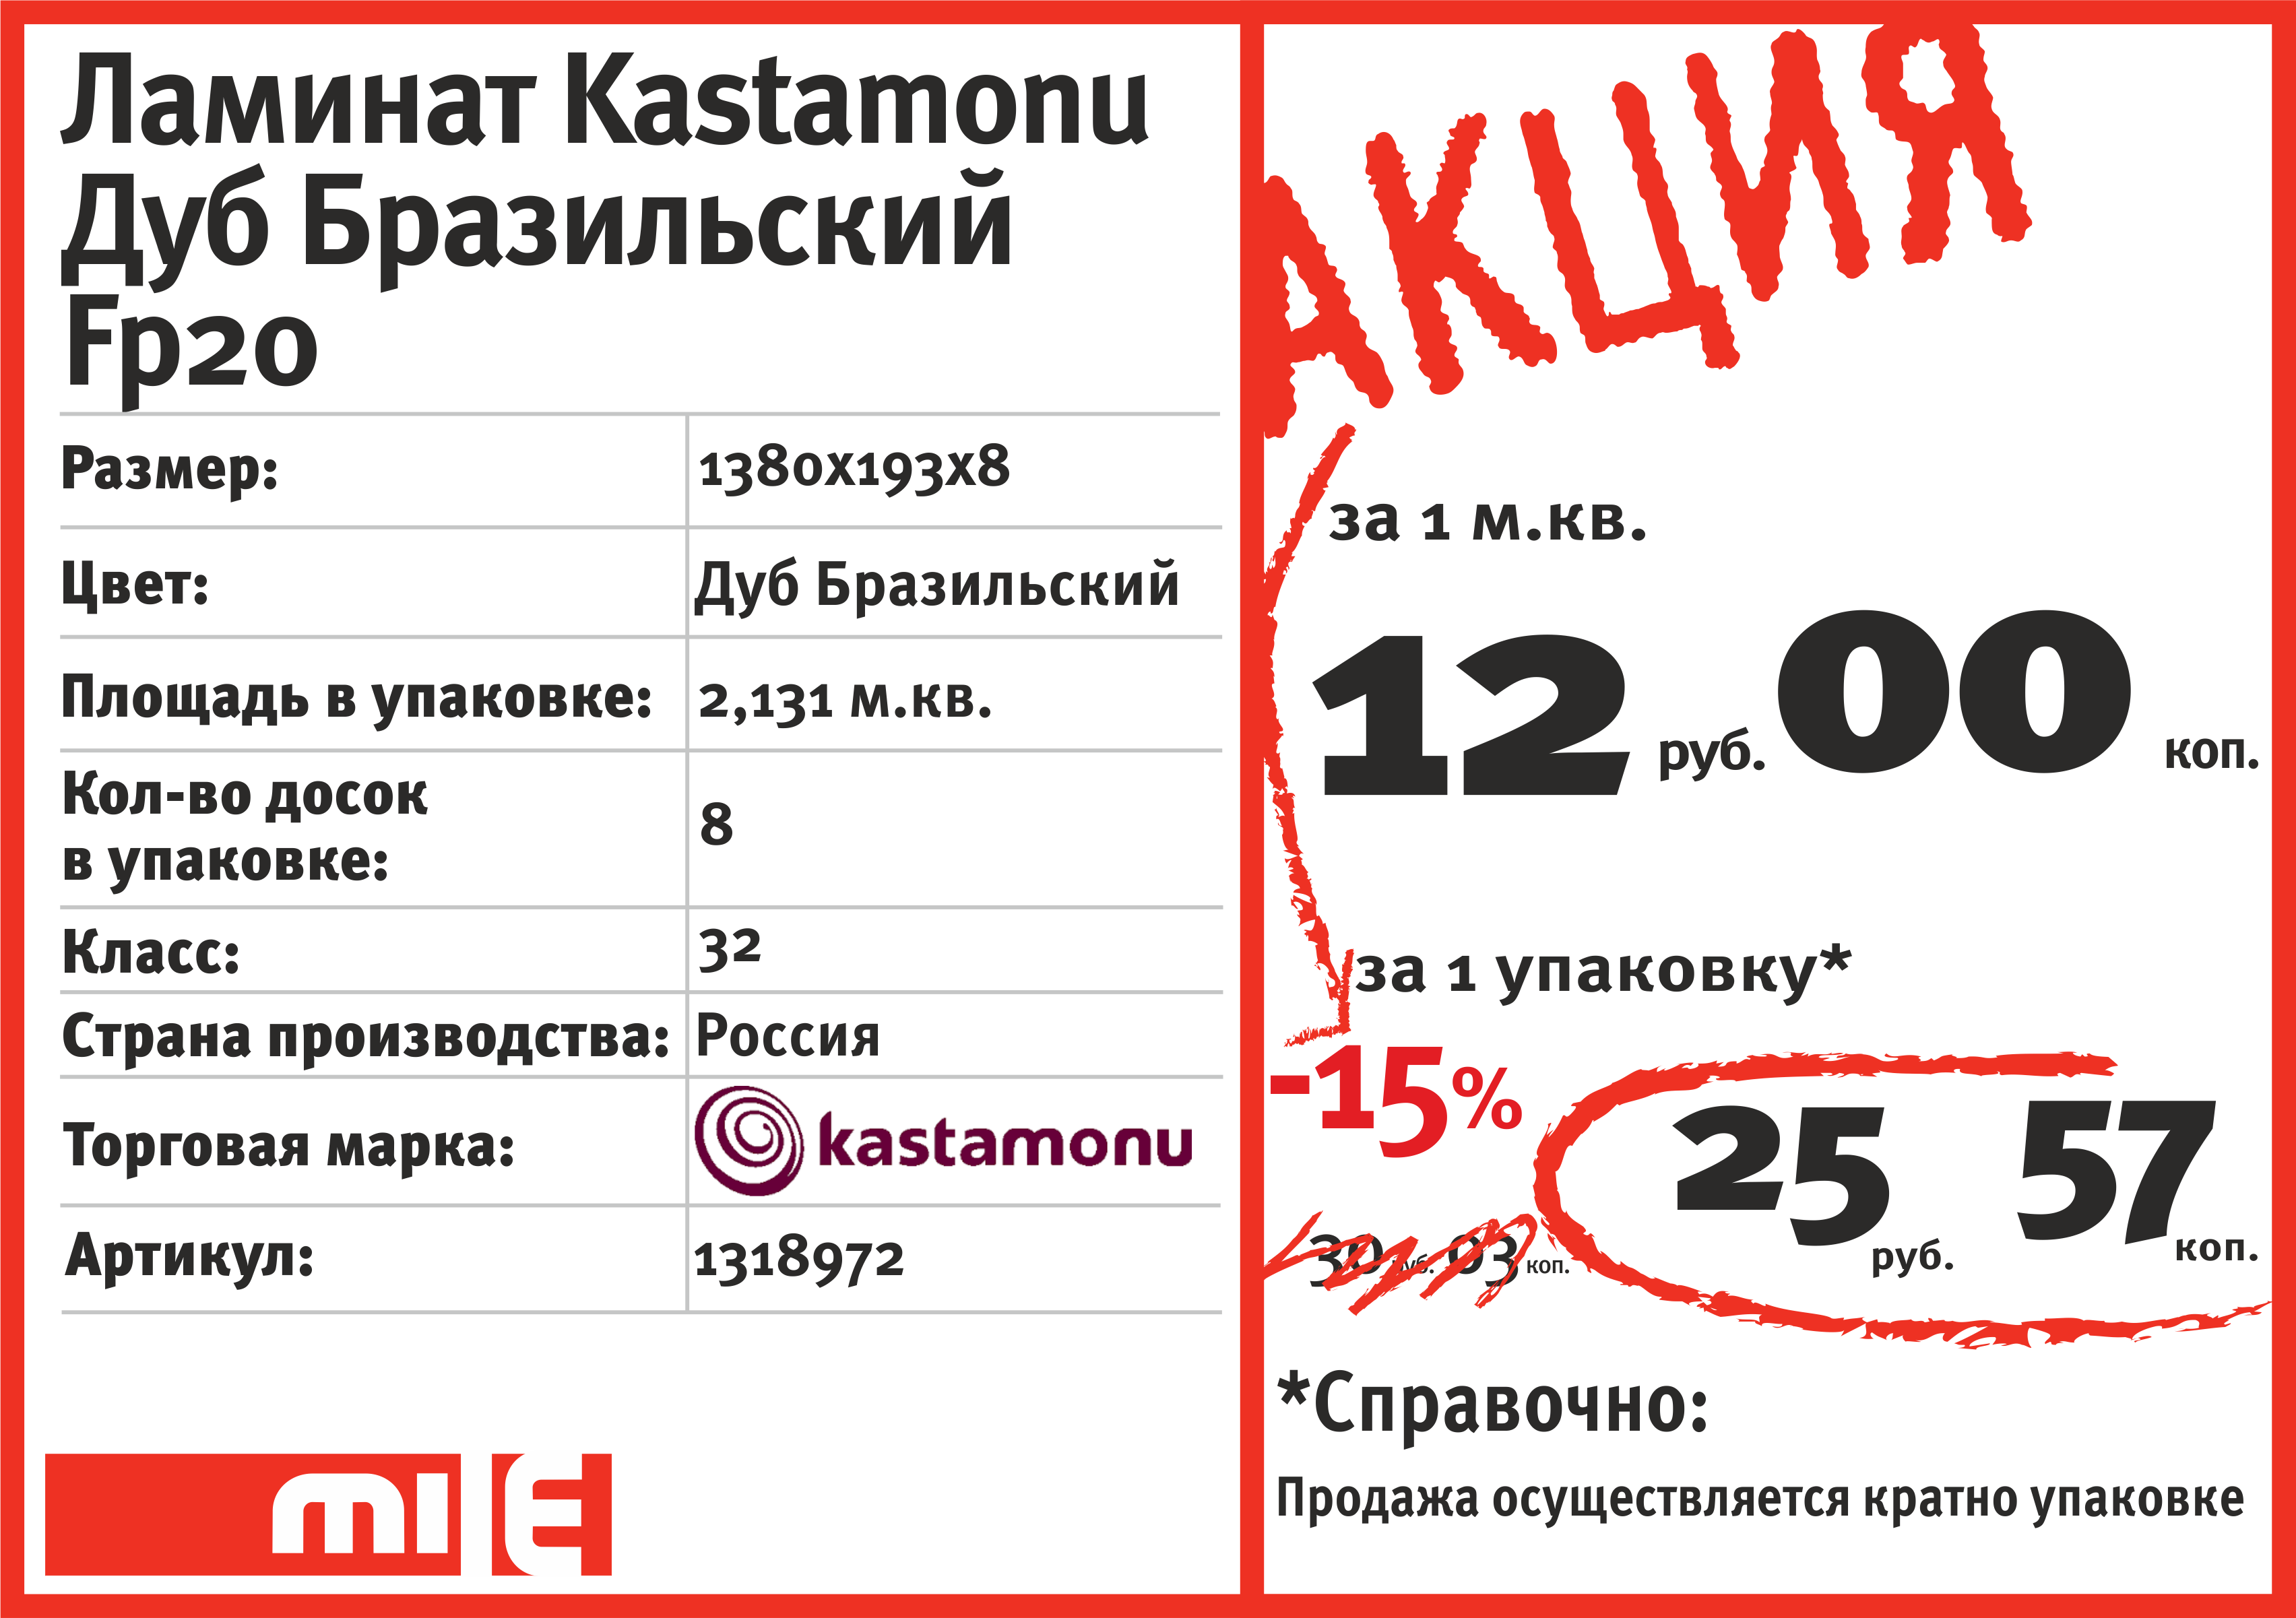 Ламинат Kastamonu
Дуб Бразильский
Fp20
Размер: 1380х193х8
Цвет: Дуб Бразильский
Площадь в упаковке: 2,131 м.кв.
Кол-во досок
в упаковке: 8
Класс: 32
Страна производства: Россия
Торговая марка: kastamonu
Артикул: 1318972
mile
АКЦИЯ
за 1 м.кв.
12 руб. 00 коп.
за 1 упаковку*
-15%
25 руб. 57 коп.
30 руб. 03 коп.
*Справочно:
Продажа осуществляется кратно упаковке